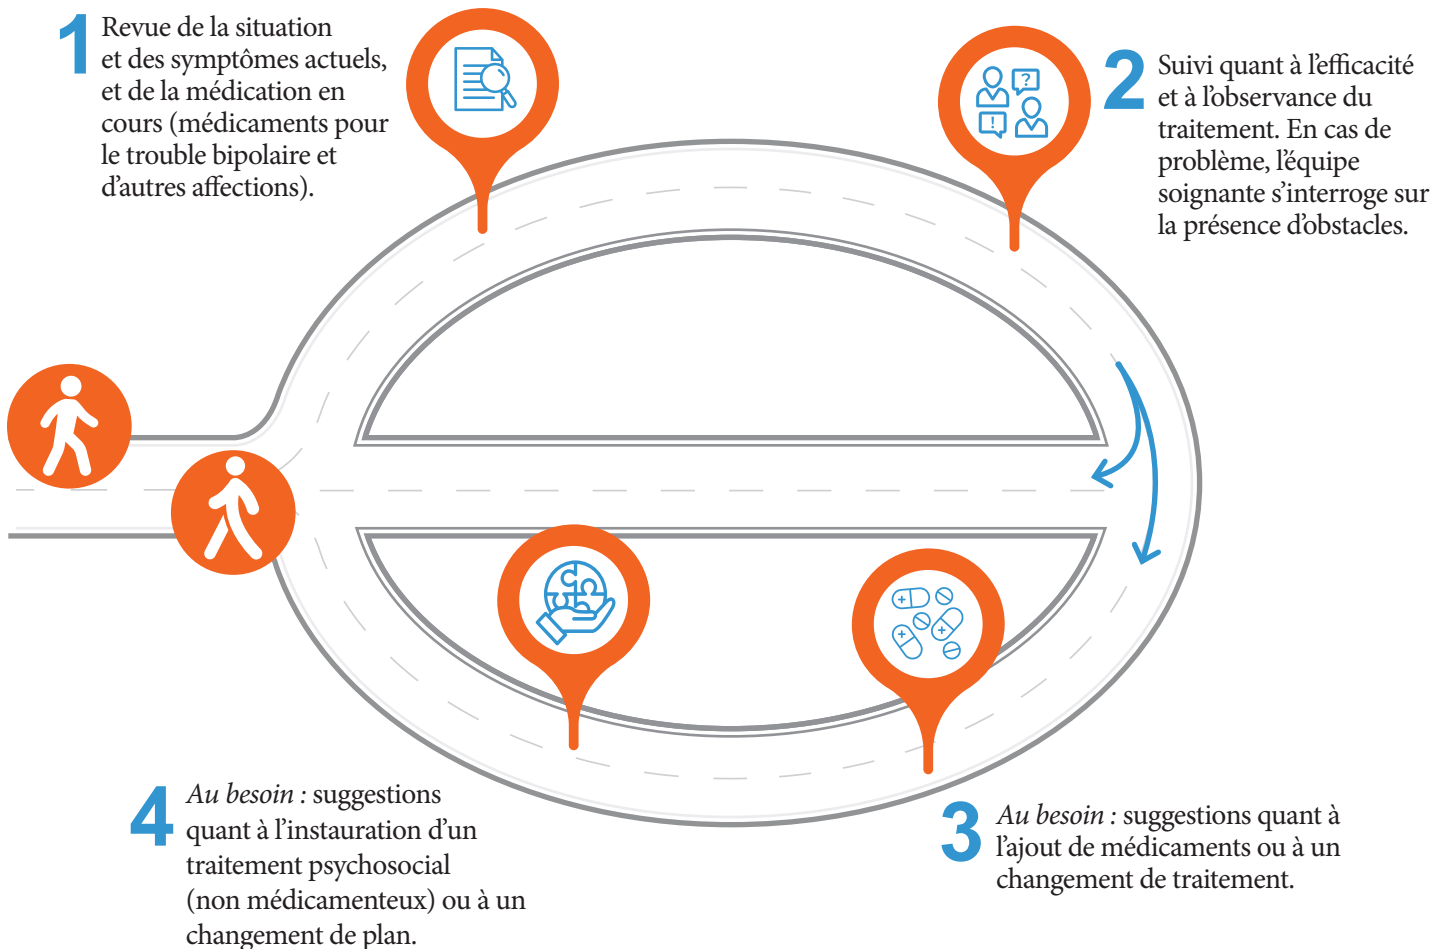 1
Revue de la situation
et des symptômes actuels,
et de la médication en
cours (médicaments pour
le trouble bipolaire et
d’autres affections).
2
Suivi quant à l’efficacité
et à l’observance du
traitement. En cas de
problème, l’équipe
soignante s’interroge sur
la présence d’obstacles.
?
!
3
Au besoin : suggestions quant à
l’ajout de médicaments ou à un
changement de traitement.
4
Au besoin : suggestions
quant à l’instauration d’un
traitement psychosocial
(non médicamenteux) ou à un
changement de plan.